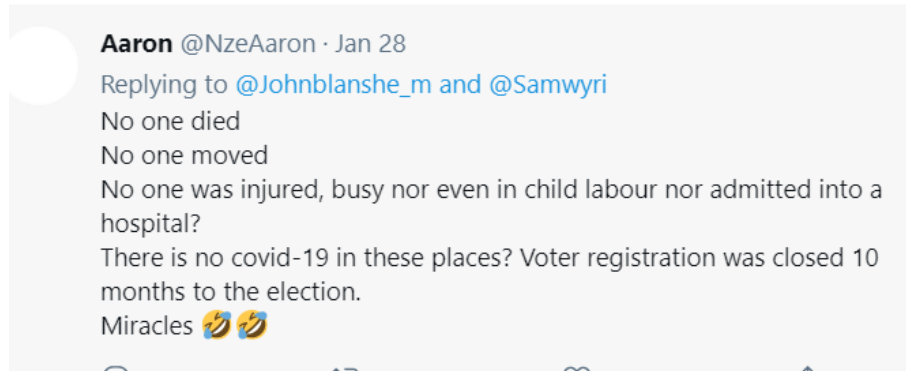 Aaron @NzeAaron · Jan 28
Replying to @Johnblanshe_m and @Samwyri
No one died
No one moved
No one was injured, busy nor even in child labour nor admitted into a
hospital?
There is no covid-19 in these places? Voter registration was closed 10
months to the election.
Miracles 🤣🤣